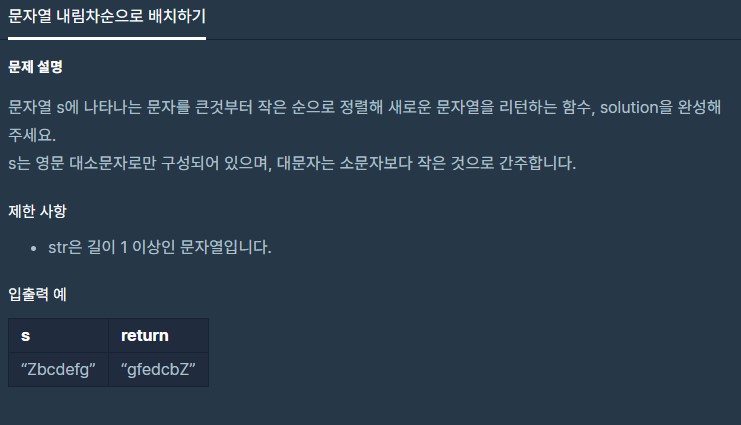 문자열 내림차순으로 배치하기
문제 설명
문자열 s에 나타나는 문자를 큰것부터 작은 순으로 정렬해 새로운 문자열을 리턴하는 함수, solution을 완성해
주세요.
s는 영문 대소문자로만 구성되어 있으며, 대문자는 소문자보다 작은 것으로 간주합니다.
제한 사항
• str은 길이 1 이상인 문자열입니다.
입출력 예
s return
“Zbcdefg” “gfedcbZ”